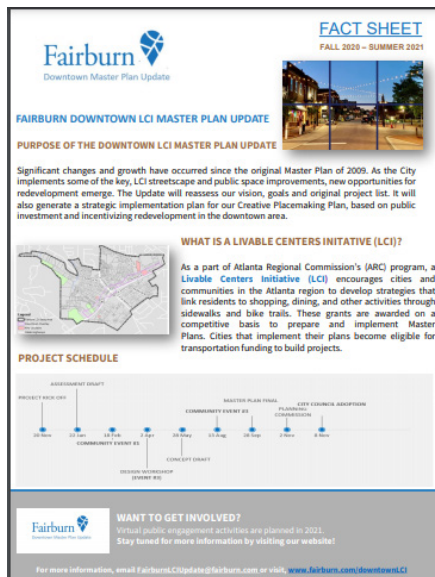 Fairburn
Downtown Master Plan Update
FACT SHEET
FALL 2020 – SUMMER 2021
FAIRBURN DOWNTOWN LCI MASTER PLAN UPDATE
PURPOSE OF THE DOWNTOWN LCI MASTER PLAN UPDATE
Significant changes and growth have occurred since the original Master Plan of 2009. As the City
implements some of the key, LCI streetscape and public space improvements, new opportunities for
redevelopment emerge. The Update will reassess our vision, goals and original project list. It will
also generate a strategic implementation plan for our Creative Placemaking Plan, based on public
investment and incentivizing redevelopment in the downtown area.
WHAT IS A LIVABLE CENTERS INITATIVE (LCI)?
As a part of Atlanta Regional Commission's (ARC) program, a
Livable Centers Initiative (LCI) encourages cities and
communities in the Atlanta region to develop strategies that
link residents to shopping, dining, and other activities through
sidewalks and bike trails. These grants are awarded on a
competitive basis to prepare and implement Master
Plans. Cities that implement their plans become eligible for
transportation funding to build projects.
PROJECT SCHEDULE
ASSESSMENT DRAFT
PROJECT KICK OFF
MASTER PLAN FINAL
CITY COUNCIL ADOPTION
COMMUNITY EVENT #3
PLANNING
COMMISSION
30 Nov
22 Jan
18 Feb
3 Apr
28 May
13 Aug
28 Sep
2 Nov
8 Nov
COMMUNITY EVENT #1
CONCEPT DRAFT
DESIGN WORKSHOP
(EVENT #2)
Fairburn
Downtown Master Plan Update
WANT TO GET INVOLVED?
Virtual public engagement activities are planned in 2021.
Stay tuned for more information by visiting our website!
For more information, email FairburnLCIUpdate@fairburn.com or visit, www.fairburn.com/downtownLCI